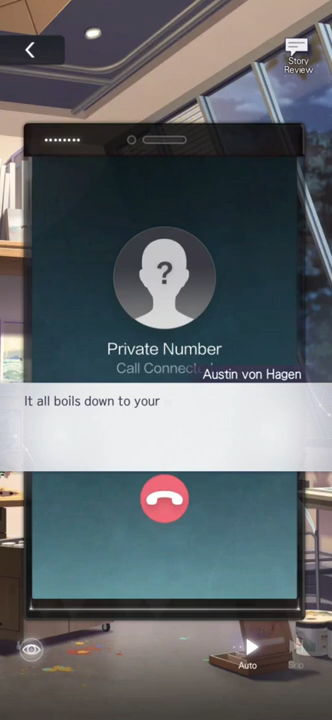 Story
Review
Private Number
Call Connected
Austin von Hagen
It all boils down to your
Auto
Skip